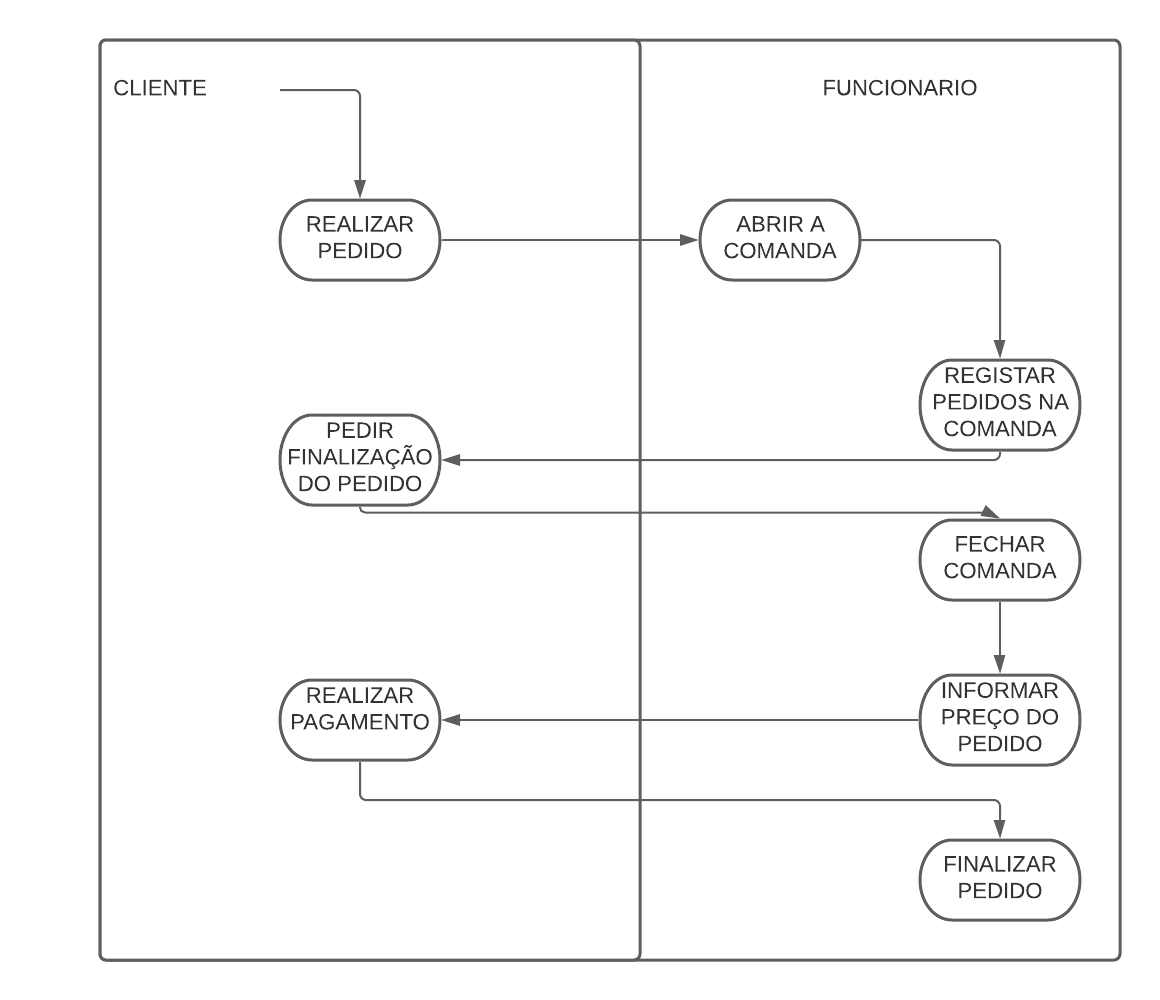 CLIENTE
FUNCIONARIO
REALIZAR
PEDIDO
ABRIR A
COMANDA
REGISTAR
PEDIDOS NA
COMANDA
PEDIR
FINALIZAÇÃO
DO PEDIDO
FECHAR
COMANDA
INFORMAR
PREÇO DO
PEDIDO
REALIZAR
PAGAMENTO
FINALIZAR
PEDIDO